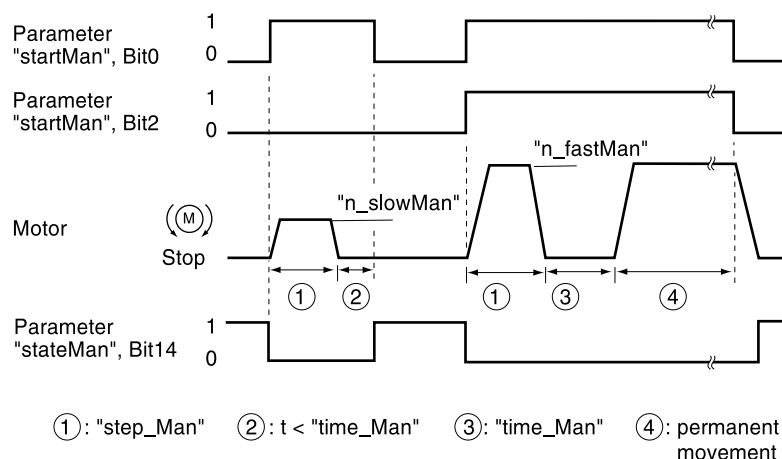 Parameter
"startMan", Bit0
1
0
Parameter
"startMan", Bit2
1
0
"n_fastMan"
"n_slowMan"
Motor
M
Stop
1
2
1
3
4
Parameter
"stateMan", Bit14
1
0
1: "step_Man"
2: t < "time_Man"
3: "time_Man"
4: permanent
movement